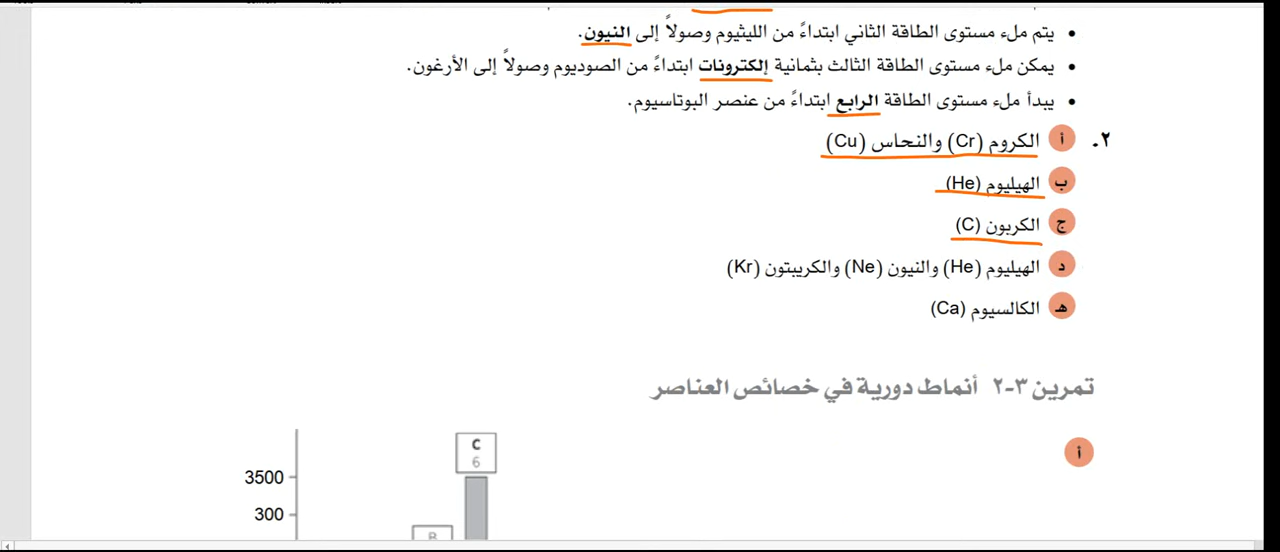 • يتم ملء مستوى الطاقة الثاني ابتداءً من الليثيوم وصولاً إلى النيون.
• يمكن ملء مستوى الطاقة الثالث بثمانية إلكترونات ابتداءً من الصوديوم وصولاً إلى الأرغون.
• يبدأ ملء مستوى الطاقة الرابع ابتداءً من عنصر البوتاسيوم.
٢. أ الكروم (Cr) والنحاس (Cu)
ب الهيليوم (He)
ج الكربون (C)
د الهيليوم (He) والنيون (Ne) والكريبتون (Kr)
هـ الكالسيوم (Ca)
تمرين ٣-٢ أنماط دورية في خصائص العناصر
أ
C
6
3500
300
B